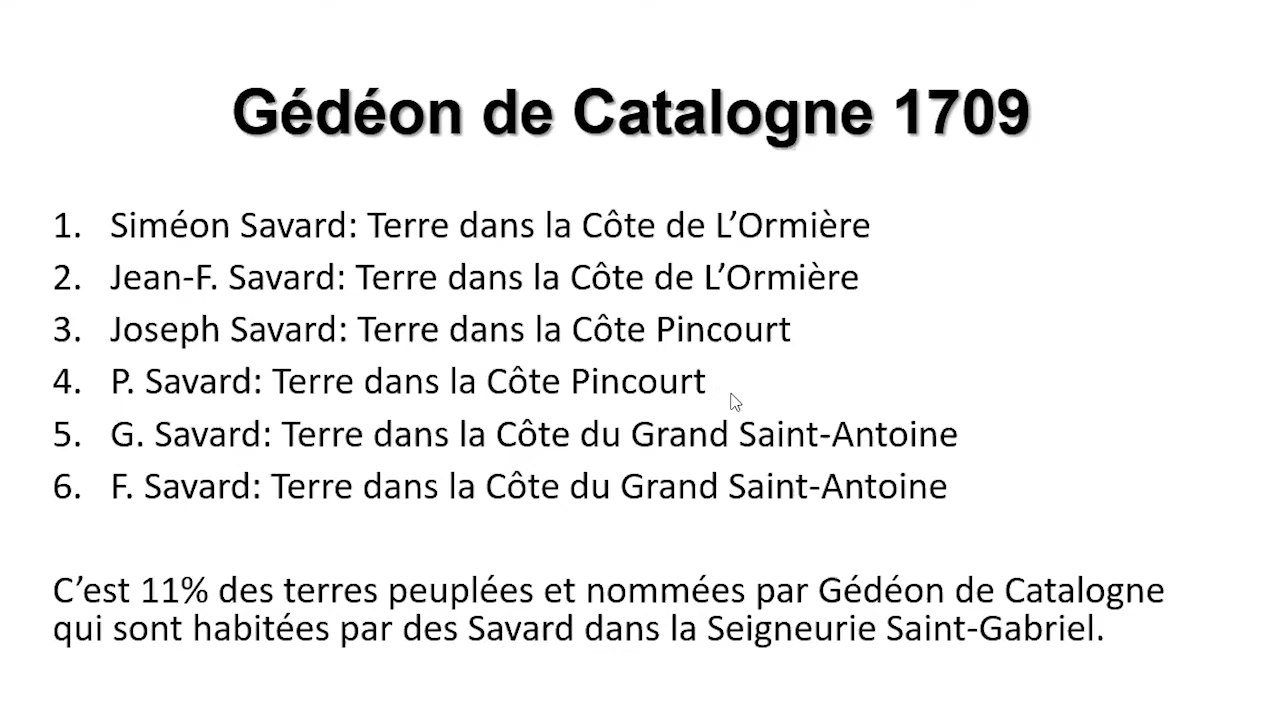 Gédéon de Catalogne 1709
1. Siméon Savard: Terre dans la Côte de L’Ormière
2. Jean-F. Savard: Terre dans la Côte de L’Ormière
3. Joseph Savard: Terre dans la Côte Pincourt
4. P. Savard: Terre dans la Côte Pincourt
5. G. Savard: Terre dans la Côte du Grand Saint-Antoine
6. F. Savard: Terre dans la Côte du Grand Saint-Antoine
C’est 11% des terres peuplées et nommées par Gédéon de Catalogne
qui sont habitées par des Savard dans la Seigneurie Saint-Gabriel.